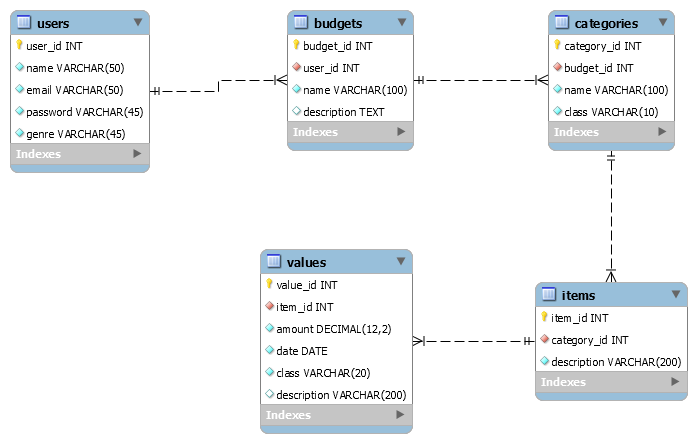 users
user_id INT
name VARCHAR(50)
email VARCHAR(50)
password VARCHAR(45)
genre VARCHAR(45)
Indexes
budgets
budget_id INT
user_id INT
name VARCHAR(100)
description TEXT
Indexes
categories
category_id INT
budget_id INT
name VARCHAR(100)
class VARCHAR(10)
Indexes
values
value_id INT
item_id INT
amount DECIMAL(12,2)
date DATE
class VARCHAR(20)
description VARCHAR(200)
Indexes
items
item_id INT
category_id INT
description VARCHAR(200)
Indexes